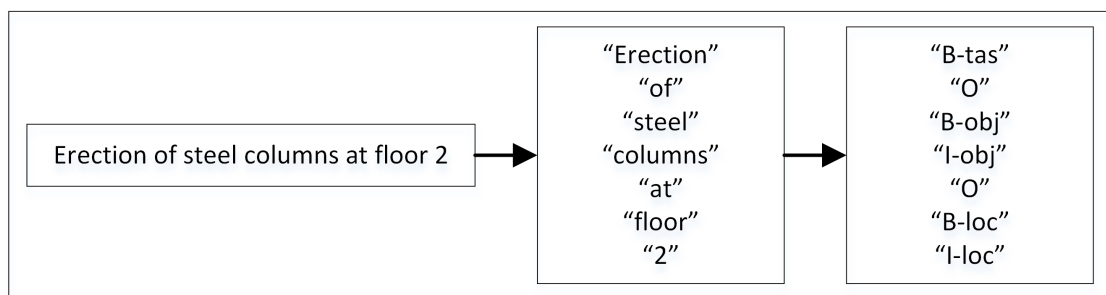 Erection of steel columns at floor 2
“Erection”
“of”
“steel”
“columns”
“at”
“floor”
“2”
“B-tas”
“O”
“B-obj”
“I-obj”
“O”
“B-loc”
“I-loc”